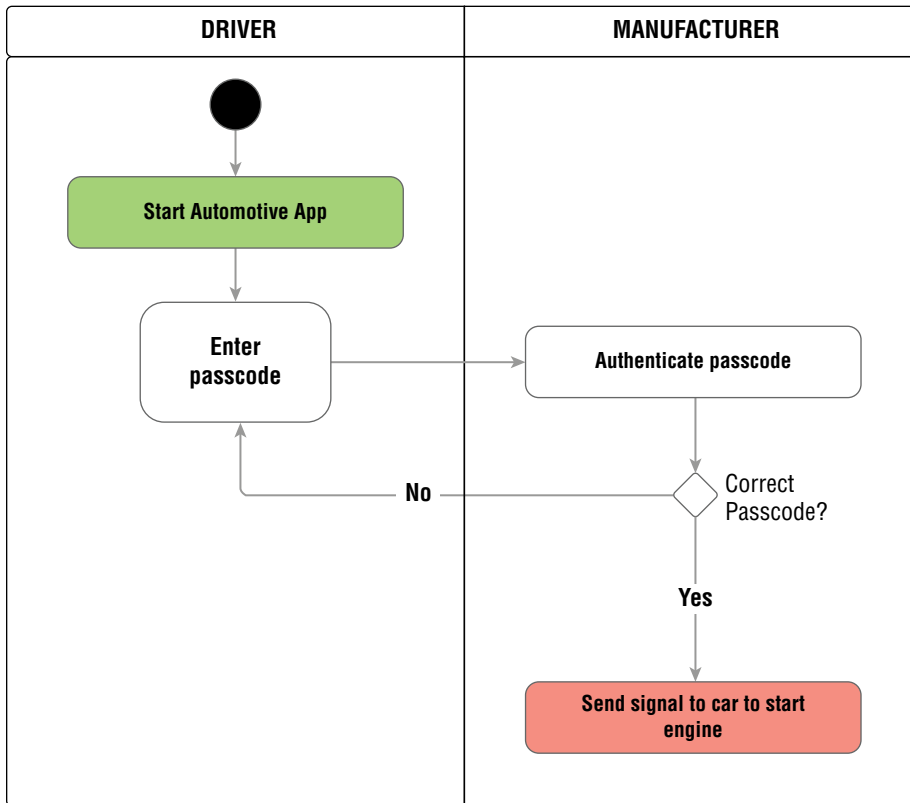 DRIVER
MANUFACTURER
Start Automotive App
Enter
passcode
Authenticate passcode
Correct
Passcode?
No
Yes
Send signal to car to start
engine